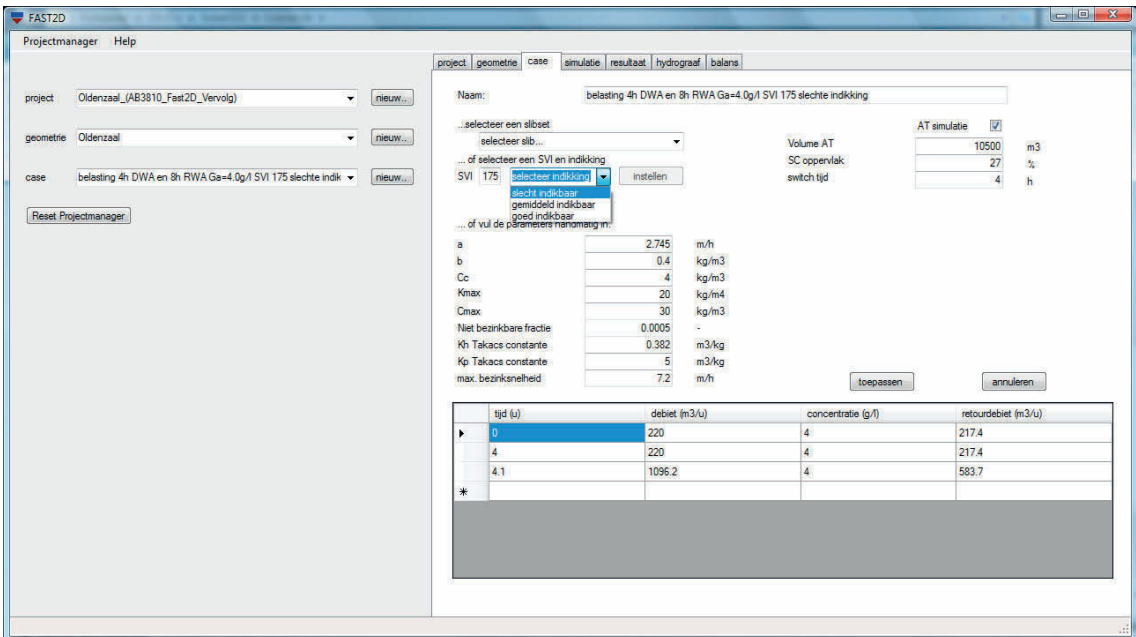 FAST2D
Projectmanager Help
project geometrie case simulatie resultaat hydrograaf balans
project Oldenzaal_(AB3810_Fast2D_Vervolg) nieuw...
geometrie Oldenzaal nieuw...
case belasting 4h DWA en 8h RWA Ga=4.0g/l SVI 175 slechte indik nieuw...
Reset Projectmanager
Naam: belasting 4h DWA en 8h RWA Ga=4.0g/l SVI 175 slechte indikking
...selecteer een slibset
selecteer slib...
... of selecteer een SVI en indikking
SVI 175 selecteer indikking instellen
slecht indikbaar
gemiddeld indikbaar
goed indikbaar
... of vul de parameters handmatig in:
AT simulatie
Volume AT 10500 m3
SC oppervlak 27 %
switch tijd 4 h
a 2.745 m/h
b 0.4 kg/m3
Cc 4 kg/m3
Kmax 20 kg/m4
Cmax 30 kg/m3
Niet bezinkbare fractie 0.0005 -
Kh Takacs constante 0.382 m3/kg
Kp Takacs constante 5 m3/kg
max. bezinksnelheid 7.2 m/h
toepassen annuleren
tijd (u) debiet (m3/u) concentratie (g/l) retourdebiet (m3/u)
0 220 4 217.4
4 220 4 217.4
4.1 1096.2 4 583.7